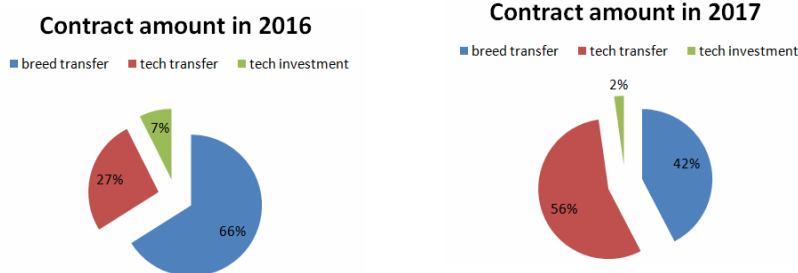 Contract amount in 2016
breed transfer tech transfer tech investment
7%
27%
66%
Contract amount in 2017
breed transfer tech transfer tech investment
2%
42%
56%